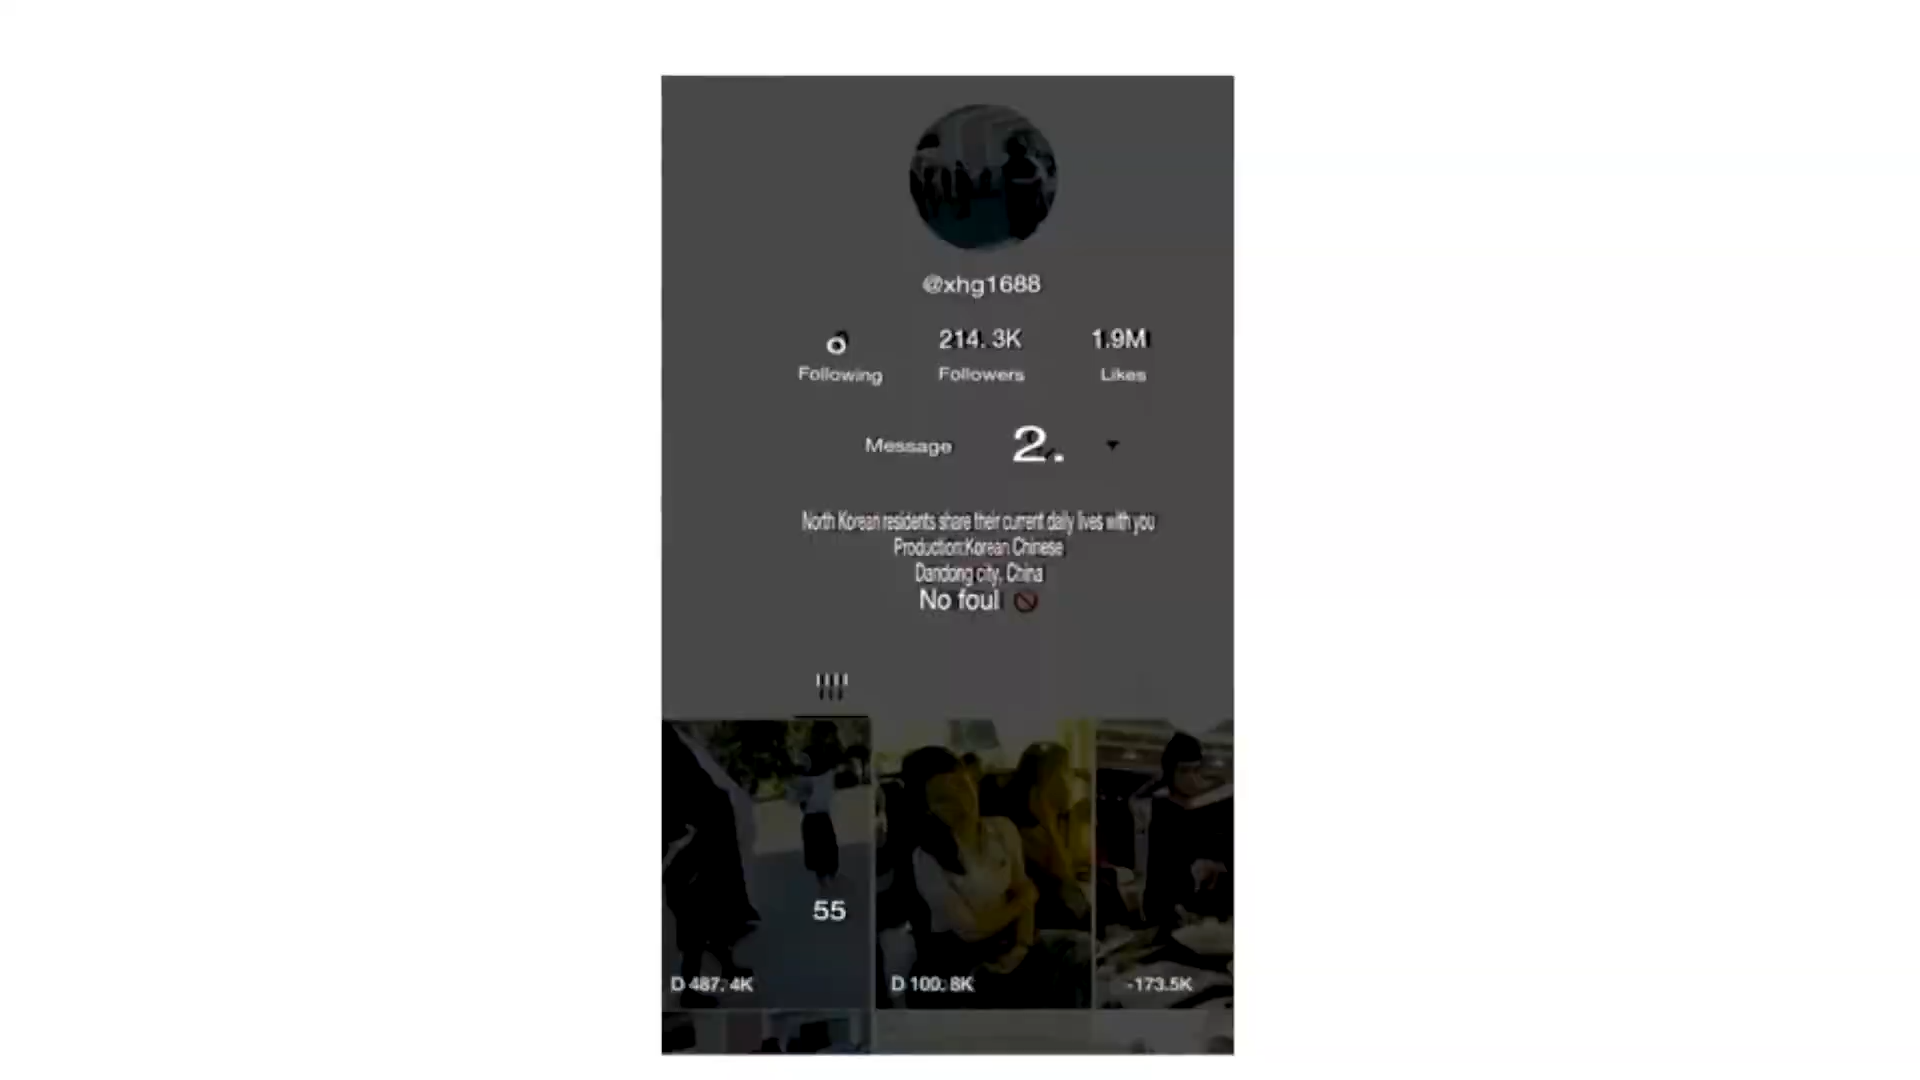 @xhg1688
0 214.3K 1.9M
Following Followers Likes
Message 2.
North Korean residents share their current daily lives with you
Production:Korean Chinese
Dandong city, China
No foul 🚫
55
D 487.4K D 100.8K -173.5K